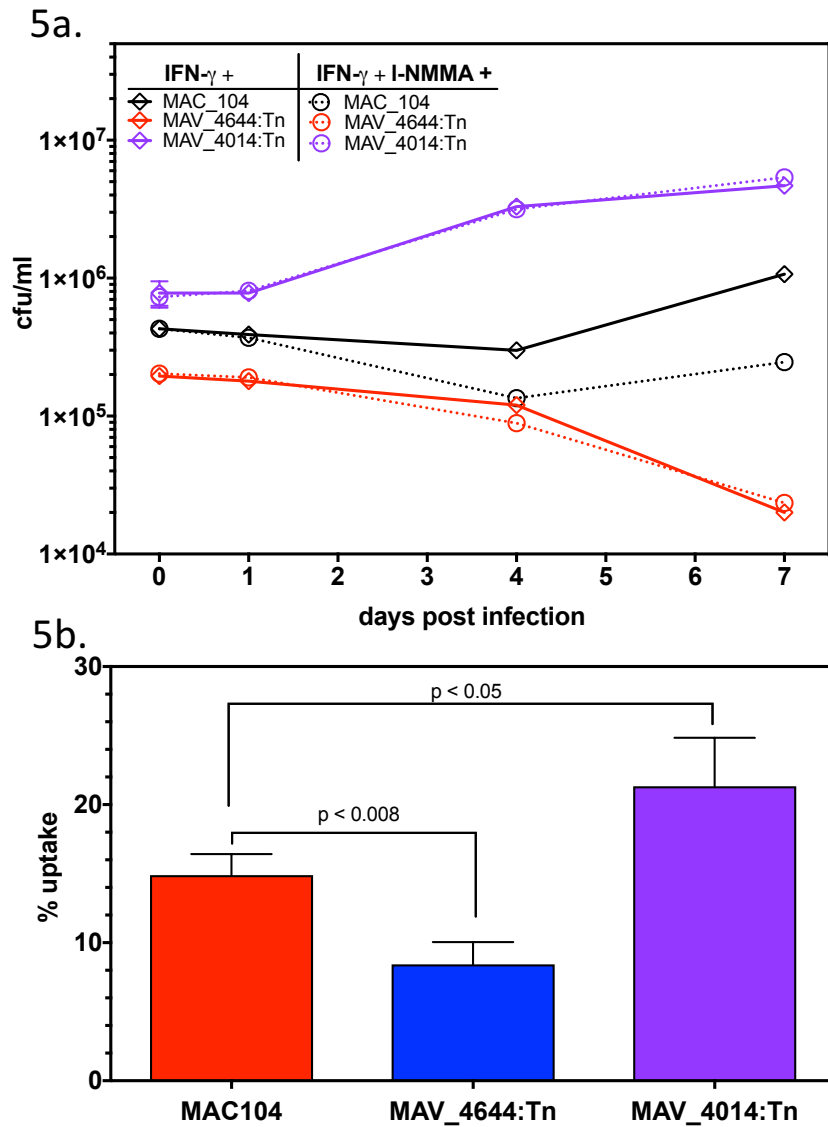 5a.
IFN-γ + IFN-γ + l-NMMA +
MAC_104 MAC_104
MAV_4644:Tn MAV_4644:Tn
MAV_4014:Tn MAV_4014:Tn
1×10⁷
1×10⁶
1×10⁵
1×10⁴
cfu/ml
0 1 2 3 4 5 6 7
days post infection
5b.
30
20
10
0
% uptake
p < 0.05
p < 0.008
MAC104 MAV_4644:Tn MAV_4014:Tn